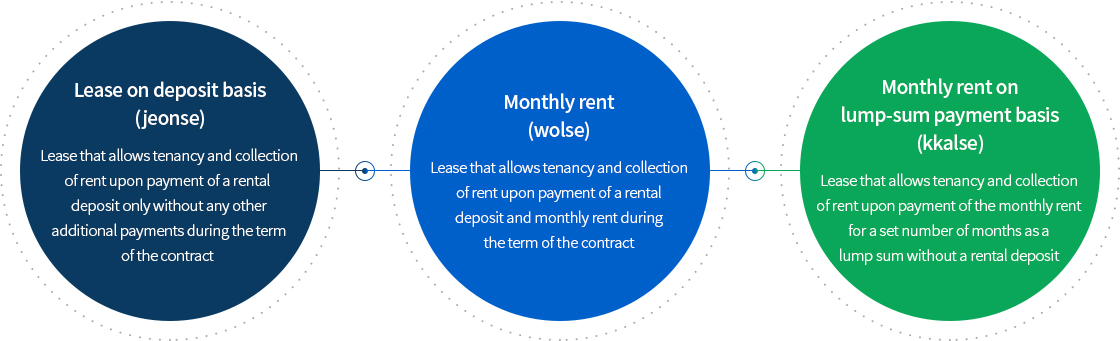 Lease on deposit basis
(jeonse)
Lease that allows tenancy and collection
of rent upon payment of a rental
deposit only without any other
additional payments during the term
of the contract
Monthly rent
(wolse)
Lease that allows tenancy and collection
of rent upon payment of a rental
deposit and monthly rent during
the term of the contract
Monthly rent on
lump-sum payment basis
(kkalse)
Lease that allows tenancy and collection
of rent upon payment of the monthly rent
for a set number of months as a
lump sum without a rental deposit